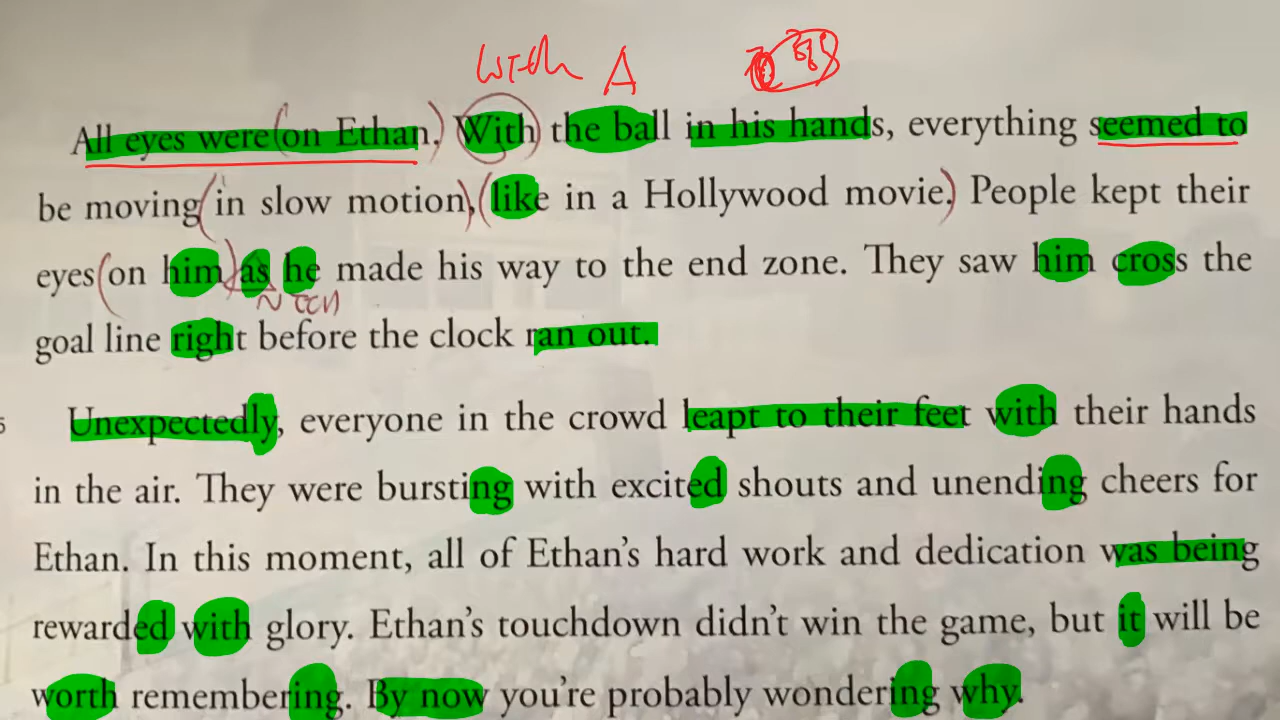 with A
All eyes were on Ethan. With the ball in his hands, everything seemed to
be moving in slow motion, like in a Hollywood movie. People kept their
eyes on him as he made his way to the end zone. They saw him cross the
goal line right before the clock ran out.
Unexpectedly, everyone in the crowd leapt to their feet with their hands
in the air. They were bursting with excited shouts and unending cheers for
Ethan. In this moment, all of Ethan's hard work and dedication was being
rewarded with glory. Ethan's touchdown didn't win the game, but it will be
worth remembering. By now you're probably wondering why.